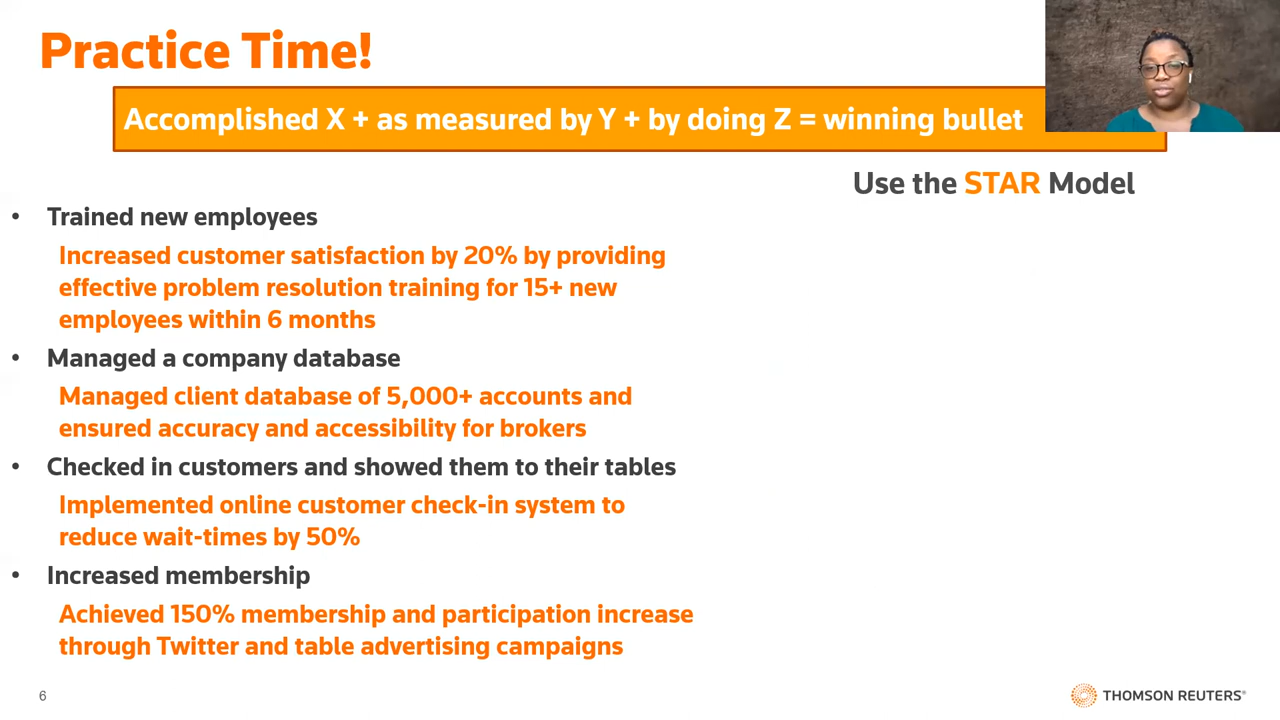 Practice Time!
Accomplished X + as measured by Y + by doing Z = winning bullet
Use the STAR Model
• Trained new employees
Increased customer satisfaction by 20% by providing
effective problem resolution training for 15+ new
employees within 6 months
• Managed a company database
Managed client database of 5,000+ accounts and
ensured accuracy and accessibility for brokers
• Checked in customers and showed them to their tables
Implemented online customer check-in system to
reduce wait-times by 50%
• Increased membership
Achieved 150% membership and participation increase
through Twitter and table advertising campaigns
6
THOMSON REUTERS®